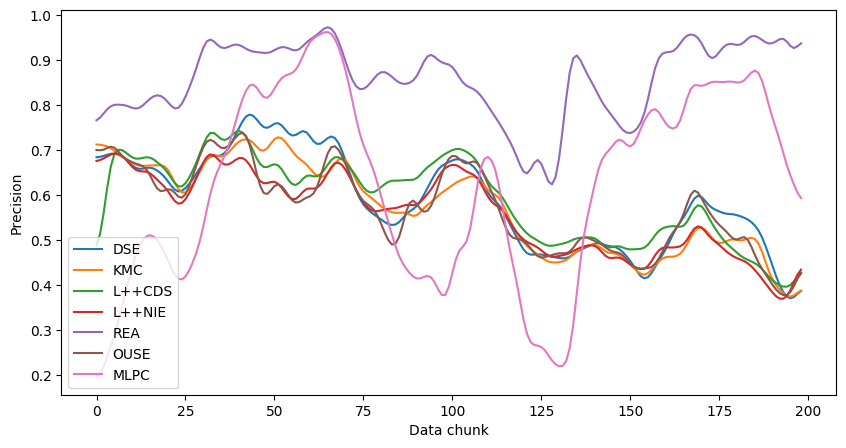 1.0
0.9
0.8
0.7
0.6
0.5
0.4
0.3
0.2
Precision
DSE
KMC
L++CDS
L++NIE
REA
OUSE
MLPC
0 25 50 75 100 125 150 175 200
Data chunk